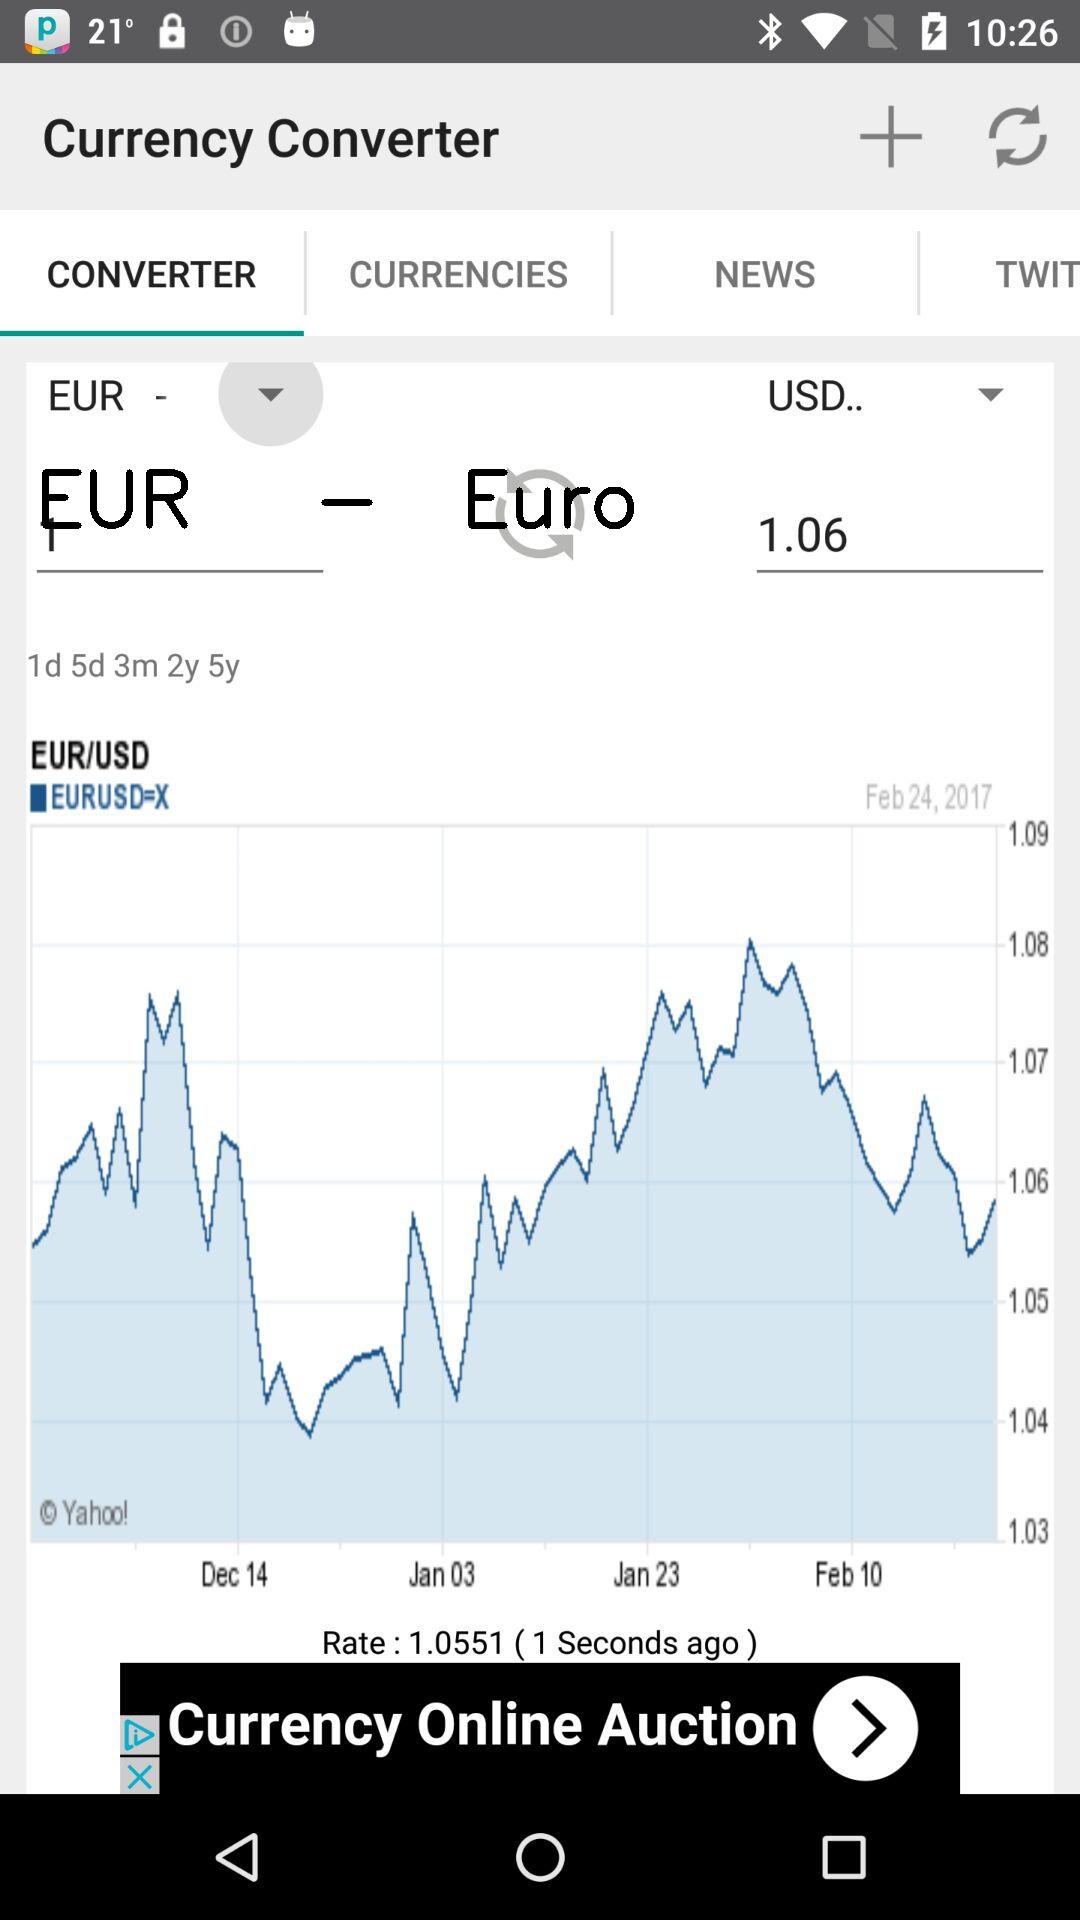 21° 10:26
Currency Converter
CONVERTER CURRENCIES NEWS TWIT
EUR - USD..
EUR - Euro
1 1.06
1d 5d 3m 2y 5y
EUR/USD
EURUSD=X Feb 24, 2017
1.09
1.08
1.07
1.06
1.05
1.04
© Yahoo!
1.03
Dec 14 Jan 03 Jan 23 Feb 10
Rate : 1.0551 ( 1 Seconds ago )
Currency Online Auction